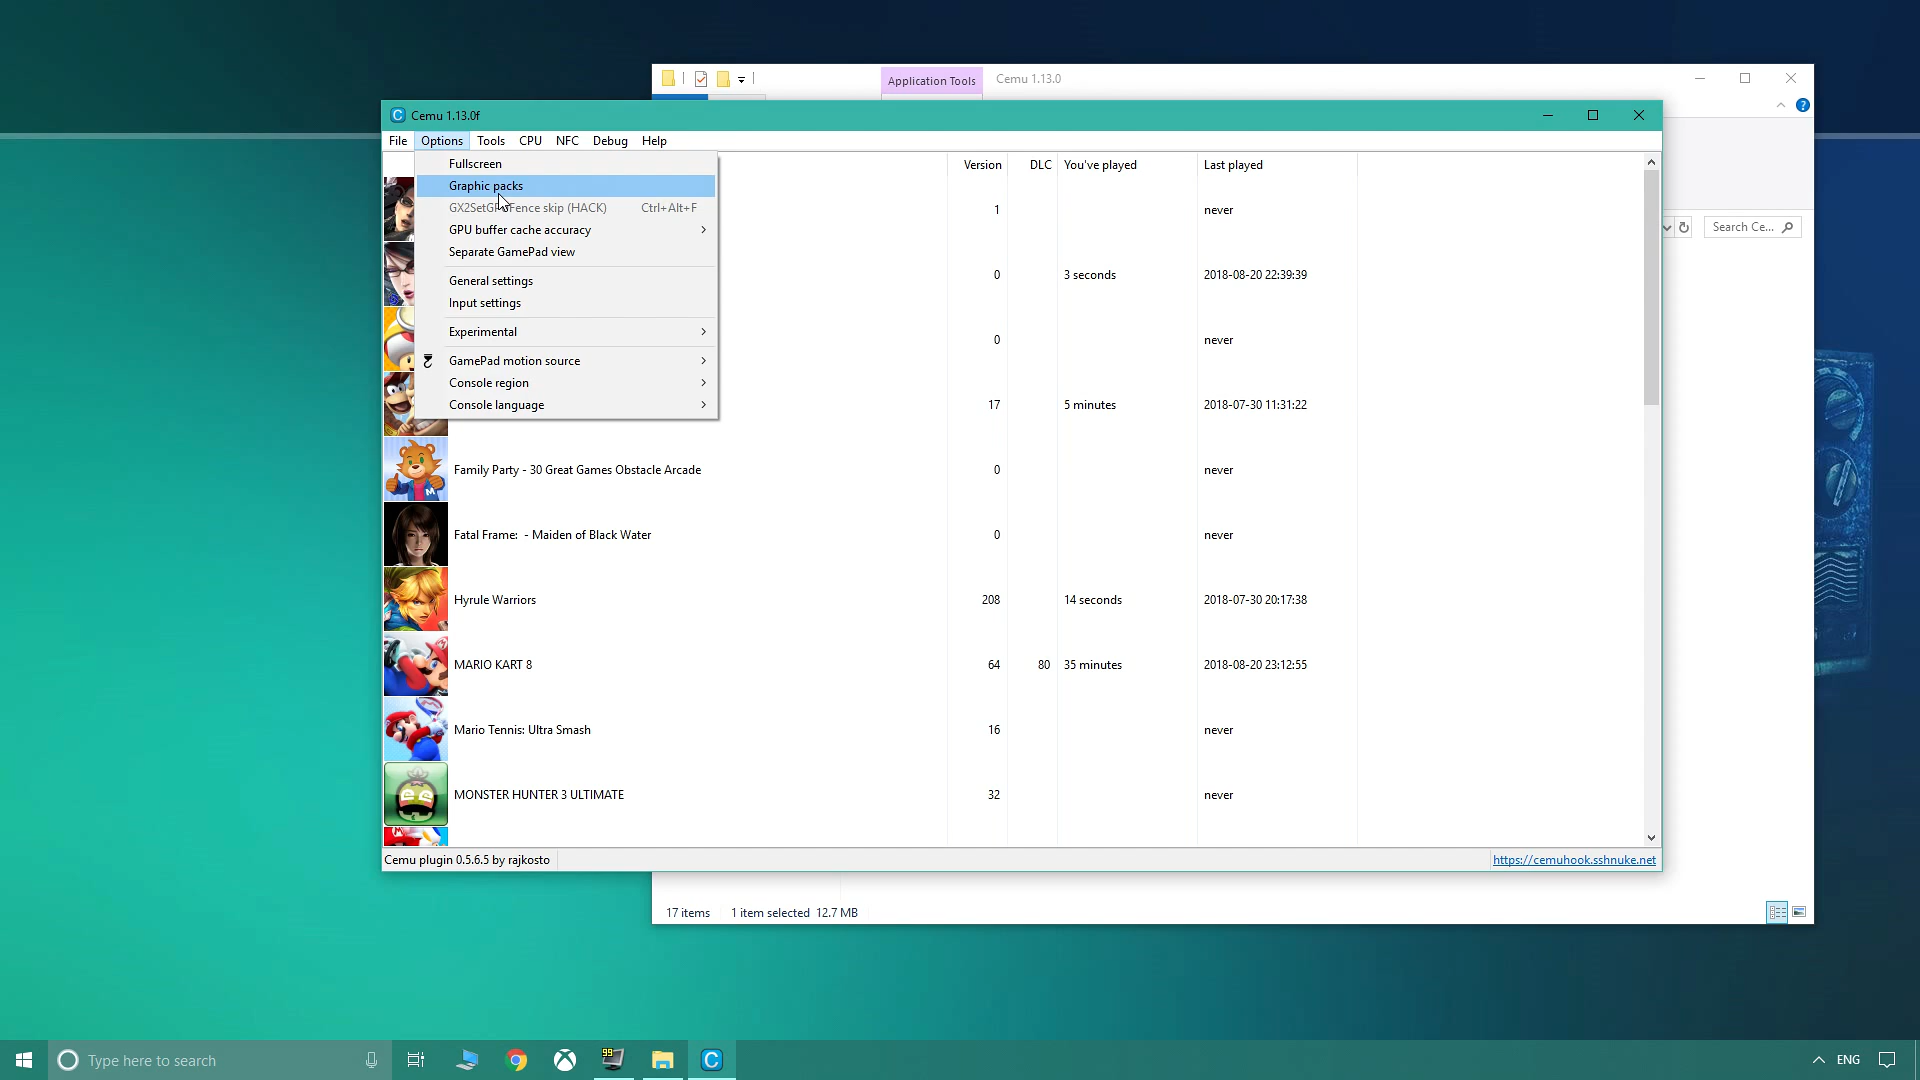 Application Tools
Cemu 1.13.0
Cemu 1.13.0f
File Options Tools CPU NFC Debug Help
Fullscreen
Graphic packs
GX2SetGPUFence skip (HACK) Ctrl+Alt+F
GPU buffer cache accuracy
Separate GamePad view
General settings
Input settings
Experimental
GamePad motion source
Console region
Console language
Version DLC You've played Last played
1 never
0 3 seconds 2018-08-20 22:39:39
0 never
17 5 minutes 2018-07-30 11:31:22
Family Party - 30 Great Games Obstacle Arcade 0 never
Fatal Frame: - Maiden of Black Water 0 never
Hyrule Warriors 208 14 seconds 2018-07-30 20:17:38
MARIO KART 8 64 80 35 minutes 2018-08-20 23:12:55
Mario Tennis: Ultra Smash 16 never
MONSTER HUNTER 3 ULTIMATE 32 never
Cemu plugin 0.5.6.5 by rajkosto
https://cemuhook.sshnuke.net
Search Ce...
17 items 1 item selected 12.7 MB
Type here to search
99
ENG